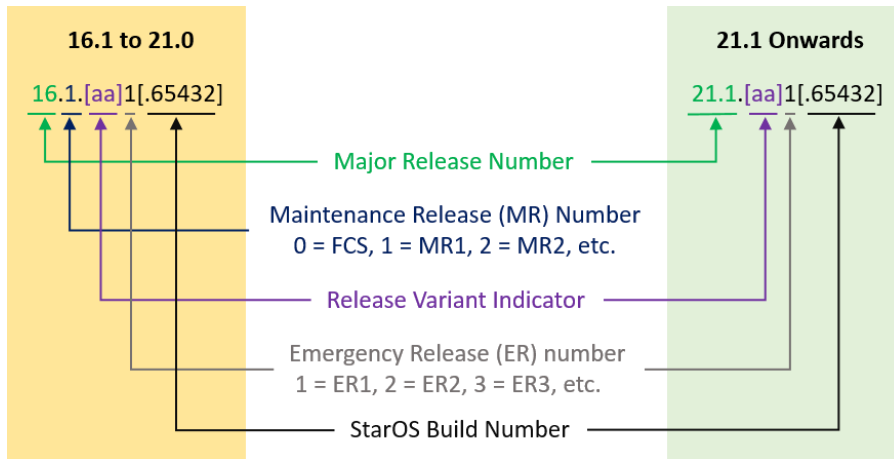 16.1 to 21.0
21.1 Onwards
16.1.[aa]1[.65432]
21.1.[aa]1[.65432]
Major Release Number
Maintenance Release (MR) Number
0 = FCS, 1 = MR1, 2 = MR2, etc.
Release Variant Indicator
Emergency Release (ER) number
1 = ER1, 2 = ER2, 3 = ER3, etc.
StarOS Build Number